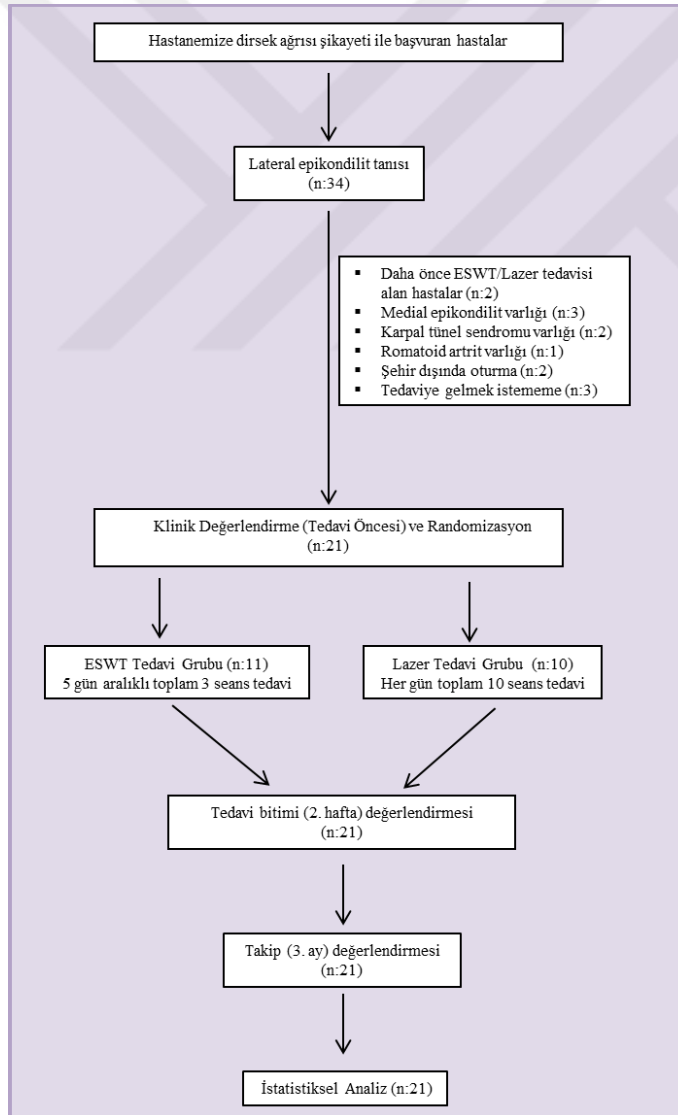 Hastanemize dirsek ağrısı şikayeti ile başvuran hastalar
Lateral epikondilit tanısı
(n:34)
▪ Daha önce ESWT/Lazer tedavisi
alan hastalar (n:2)
▪ Medial epikondilit varlığı (n:3)
▪ Karpal tünel sendromu varlığı (n:2)
▪ Romatoid artrit varlığı (n:1)
▪ Şehir dışında oturma (n:2)
▪ Tedaviye gelmek istememe (n:3)
Klinik Değerlendirme (Tedavi Öncesi) ve Randomizasyon
(n:21)
ESWT Tedavi Grubu (n:11)
5 gün aralıklı toplam 3 seans tedavi
Lazer Tedavi Grubu (n:10)
Her gün toplam 10 seans tedavi
Tedavi bitimi (2. hafta) değerlendirmesi
(n:21)
Takip (3. ay) değerlendirmesi
(n:21)
İstatistiksel Analiz (n:21)